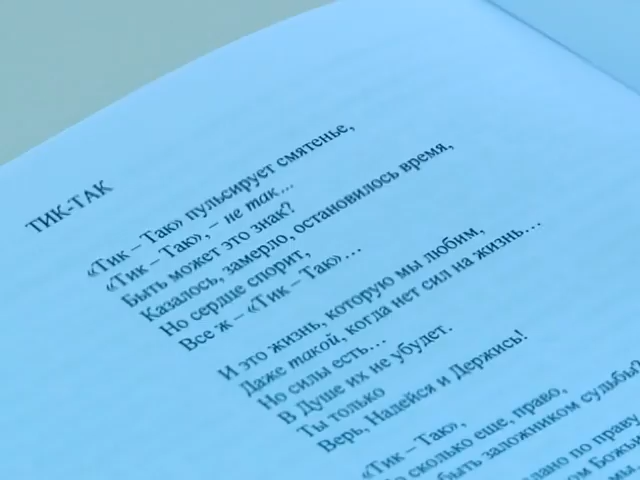 ТИК-ТАК
«Тик – Так» пульсирует смятенье,
«Тик – Так», – не так...
Быть может это знак?
Казалось, замерло, остановилось время,
Но сердце спорит,
Все ж – «Тик – Так»...
И это жизнь, которую мы любим,
Даже такой, когда нет сил на жизнь...
Но силы есть...
В Душе их не убудет.
Ты только
Верь, Надейся и Держись!
«Тик – Так»,
сколько еще, право,
быть заложником судьбы?
по праву